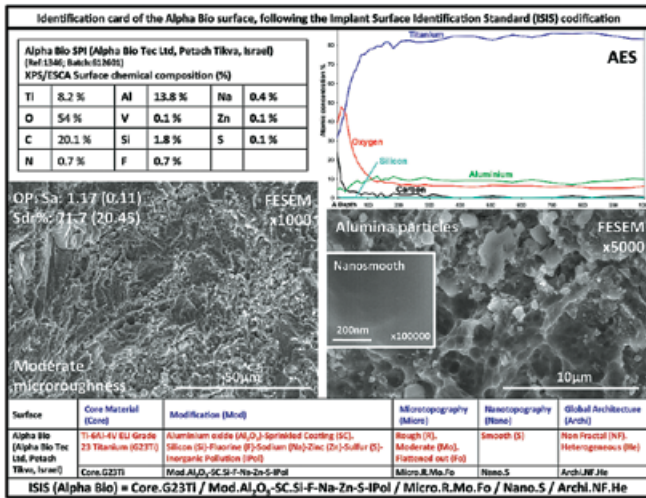 Identification card of the Alpha Bio surface, following the Implant Surface Identification Standard (ISIS) codification
Alpha Bio SPI (Alpha Bio Tec Ltd, Petach Tikva, Israel)
(Ref:1346; Batch:612601)
XPS/ESCA Surface chemical composition (%)
Ti 8.2 % Al 13.8 % Na 0.4 %
O 54 % V 0.1 % Zn 0.1 %
C 20.1 % Si 1.8 % S 0.1 %
N 0.7 % F 0.7 %
Titanium
AES
Atomic concentration %
Oxygen
Silicon
Aluminium
Carbon
OP: Sa: 1.17 (0.11)
Sdr%: 71.7 (20.45)
FESEM
x1000
Moderate
microroughness
50µm
Alumina particles
FESEM
x5000
Nanosmooth
200nm
x100000
10µm
Surface
Core Material
(Core)
Modification (Mod)
Microtopography
(Micro)
Nanotopography
(Nano)
Global Architecture
(Archi)
Alpha Bio
(Alpha Bio Tec
Ltd, Petach
Tikva, Israel)
Ti-6Al-4V ELI Grade
23 Titanium (G23Ti)
Core.G23Ti
Aluminium oxide (Al₂O₃)-Sprinkled Coating (SC).
Silicon (Si)-Fluorine (F)-Sodium (Na)-Zinc (Zn)-Sulfur (S)-
Inorganic Pollution (IPol)
Mod.Al₂O₃-SC.Si-F-Na-Zn-S-IPol
Rough (R).
Moderate (Mo).
Flattened out (Fo)
Micro.R.Mo.Fo
Smooth (S)
Nano.S
Non Fractal (NF).
Heterogeneous (He)
Archi.NF.He
ISIS (Alpha Bio) = Core.G23Ti / Mod.Al₂O₃-SC.Si-F-Na-Zn-S-IPol / Micro.R.Mo.Fo / Nano.S / Archi.NF.He